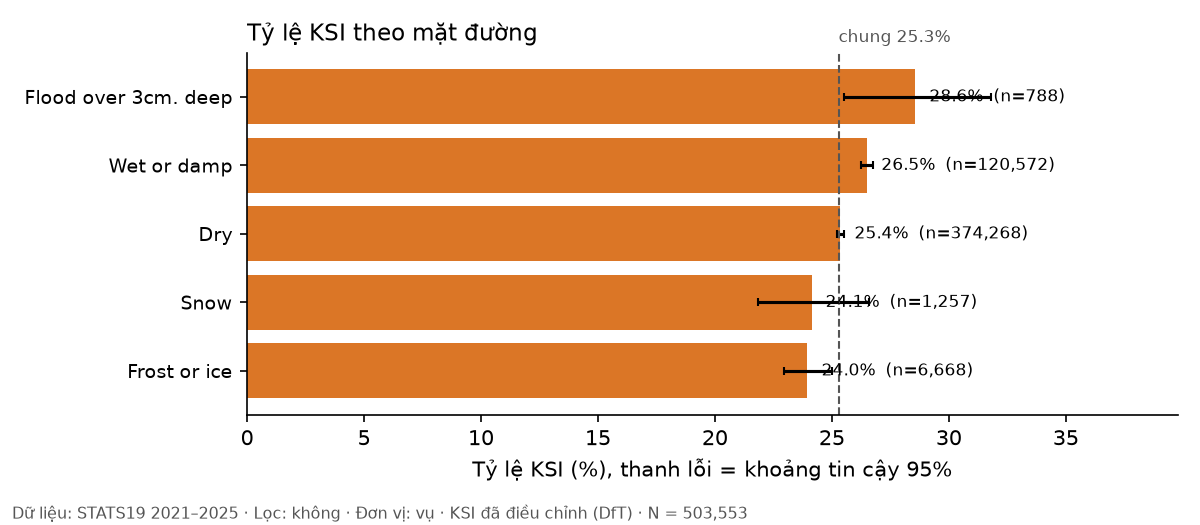 Tỷ lệ KSI theo mặt đường
chung 25.3%
Flood over 3cm. deep
28.6% (n=788)
Wet or damp
26.5% (n=120,572)
Dry
25.4% (n=374,268)
Snow
24.1% (n=1,257)
Frost or ice
24.0% (n=6,668)
0 5 10 15 20 25 30 35
Tỷ lệ KSI (%), thanh lỗi = khoảng tin cậy 95%
Dữ liệu: STATS19 2021–2025 · Lọc: không · Đơn vị: vụ · KSI đã điều chỉnh (DfT) · N = 503,553